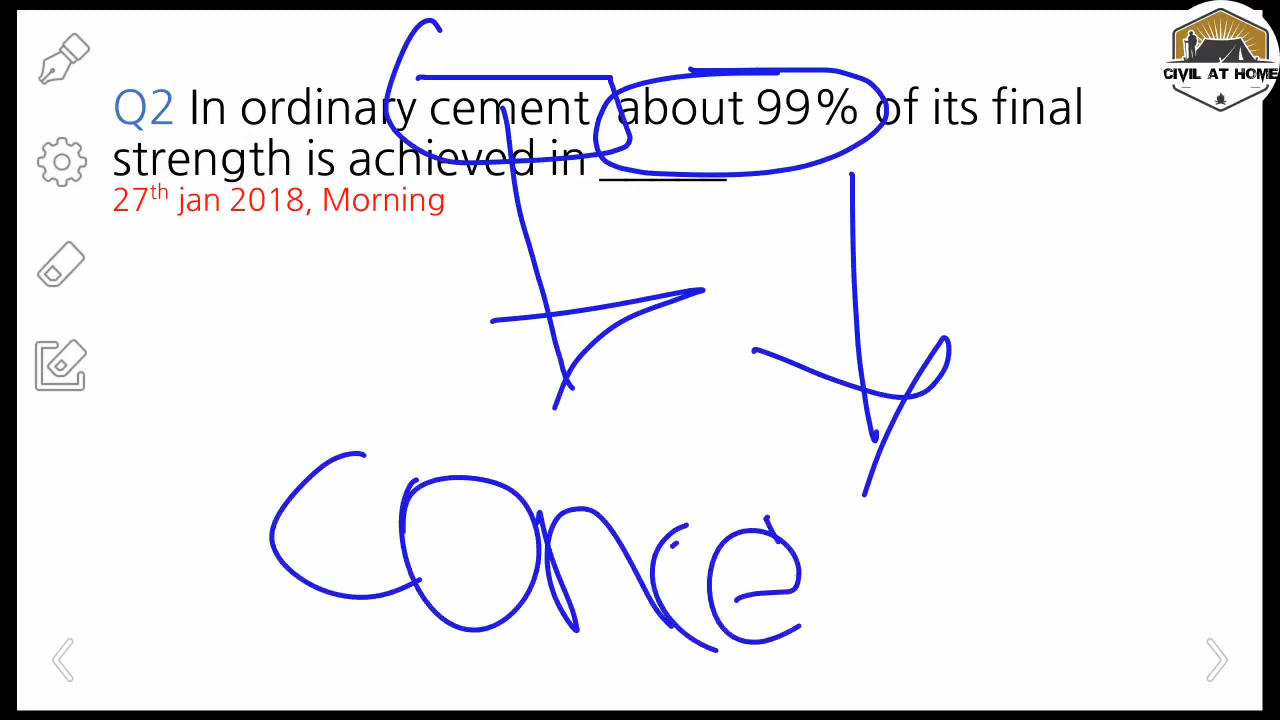 CIVIL AT HOME
Q2 In ordinary cement about 99% of its final
strength is achieved in ______
27th jan 2018, Morning
conce